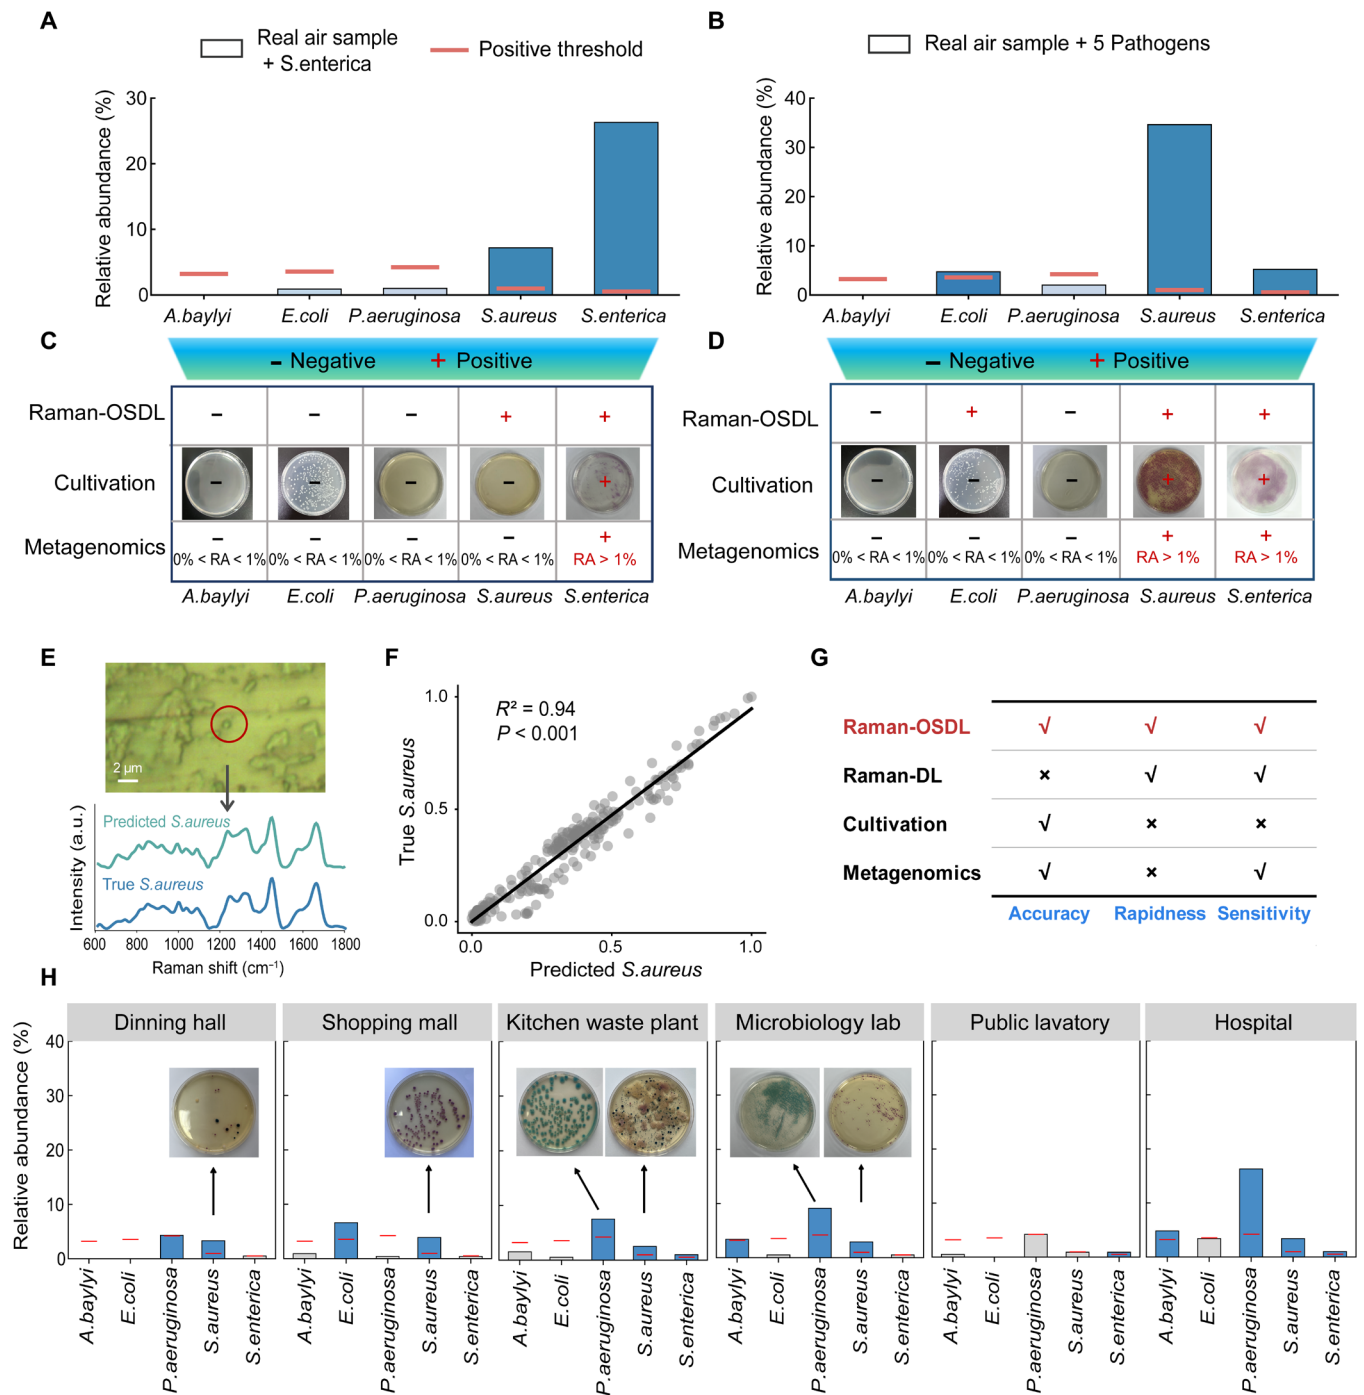 A
Real air sample
+ S.enterica
Positive threshold
Relative abundance (%)
30
20
10
0
A.baylyi
E.coli
P.aeruginosa
S.aureus
S.enterica
B
Real air sample + 5 Pathogens
Relative abundance (%)
40
30
20
10
0
A.baylyi
E.coli
P.aeruginosa
S.aureus
S.enterica
C
− Negative + Positive
Raman-OSDL − − − + +
Cultivation − − − − +
Metagenomics − − − − +
0% < RA < 1% 0% < RA < 1% 0% < RA < 1% 0% < RA < 1% RA > 1%
A.baylyi E.coli P.aeruginosa S.aureus S.enterica
D
− Negative + Positive
Raman-OSDL − + − + +
Cultivation − − − + +
Metagenomics − − − + +
0% < RA < 1% 0% < RA < 1% 0% < RA < 1% RA > 1% RA > 1%
A.baylyi E.coli P.aeruginosa S.aureus S.enterica
E
2 µm
Predicted S.aureus
True S.aureus
Intensity (a.u.)
600 800 1000 1200 1400 1600 1800
Raman shift (cm⁻¹)
F
R² = 0.94
P < 0.001
True S.aureus
1.0
0.5
0.0
0.0 0.5 1.0
Predicted S.aureus
G
Raman-OSDL √ √ √
Raman-DL × √ √
Cultivation √ × ×
Metagenomics √ × √
Accuracy Rapidness Sensitivity
H
Dinning hall
Shopping mall
Kitchen waste plant
Microbiology lab
Public lavatory
Hospital
Relative abundance (%)
40
30
20
10
0
A.baylyi
E.coli
P.aeruginosa
S.aureus
S.enterica
A.baylyi
E.coli
P.aeruginosa
S.aureus
S.enterica
A.baylyi
E.coli
P.aeruginosa
S.aureus
S.enterica
A.baylyi
E.coli
P.aeruginosa
S.aureus
S.enterica
A.baylyi
E.coli
P.aeruginosa
S.aureus
S.enterica
A.baylyi
E.coli
P.aeruginosa
S.aureus
S.enterica